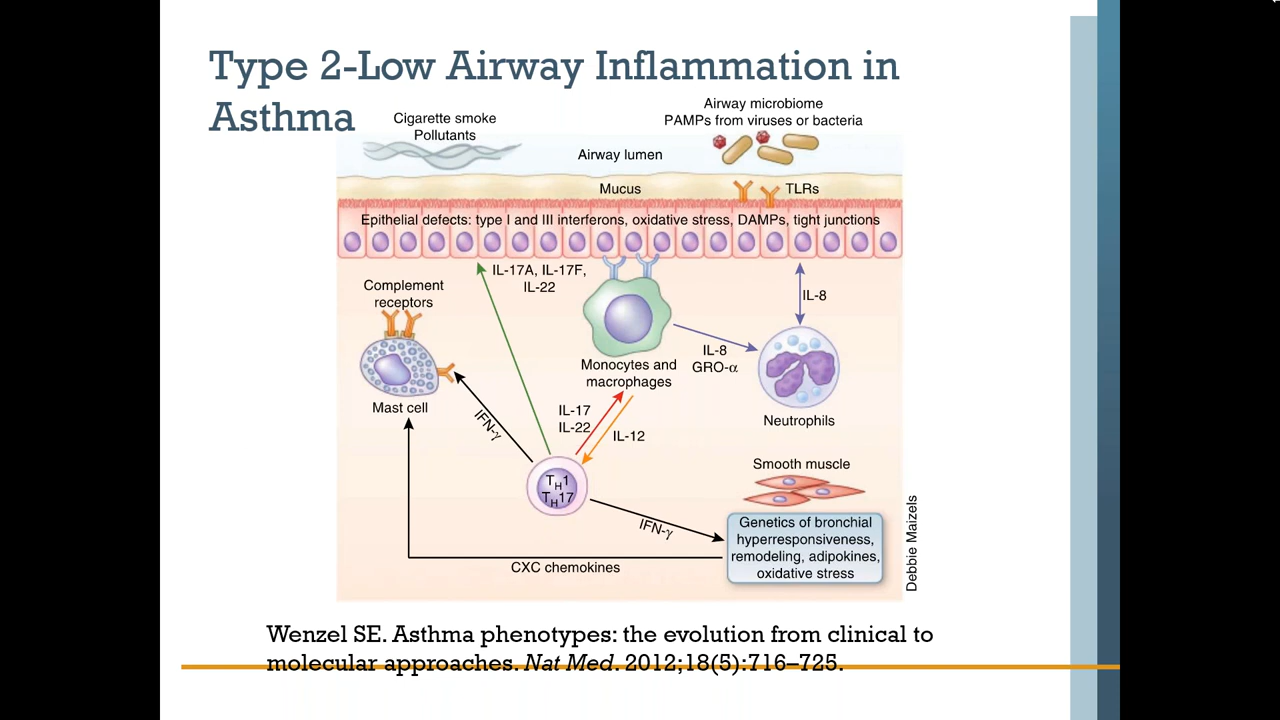 Type 2-Low Airway Inflammation in
Asthma
Cigarette smoke
Pollutants
Airway microbiome
PAMPs from viruses or bacteria
Airway lumen
Mucus
TLRs
Epithelial defects: type I and III interferons, oxidative stress, DAMPs, tight junctions
IL-17A, IL-17F,
IL-22
Complement
receptors
IL-8
IL-8
GRO-α
Monocytes and
macrophages
Mast cell
Neutrophils
IFN-γ
IL-17
IL-22
IL-12
TH1
TH17
Smooth muscle
IFN-γ
Genetics of bronchial
hyperresponsiveness,
remodeling, adipokines,
oxidative stress
CXC chemokines
Debbie Maizels
Wenzel SE. Asthma phenotypes: the evolution from clinical to
molecular approaches. Nat Med. 2012;18(5):716–725.